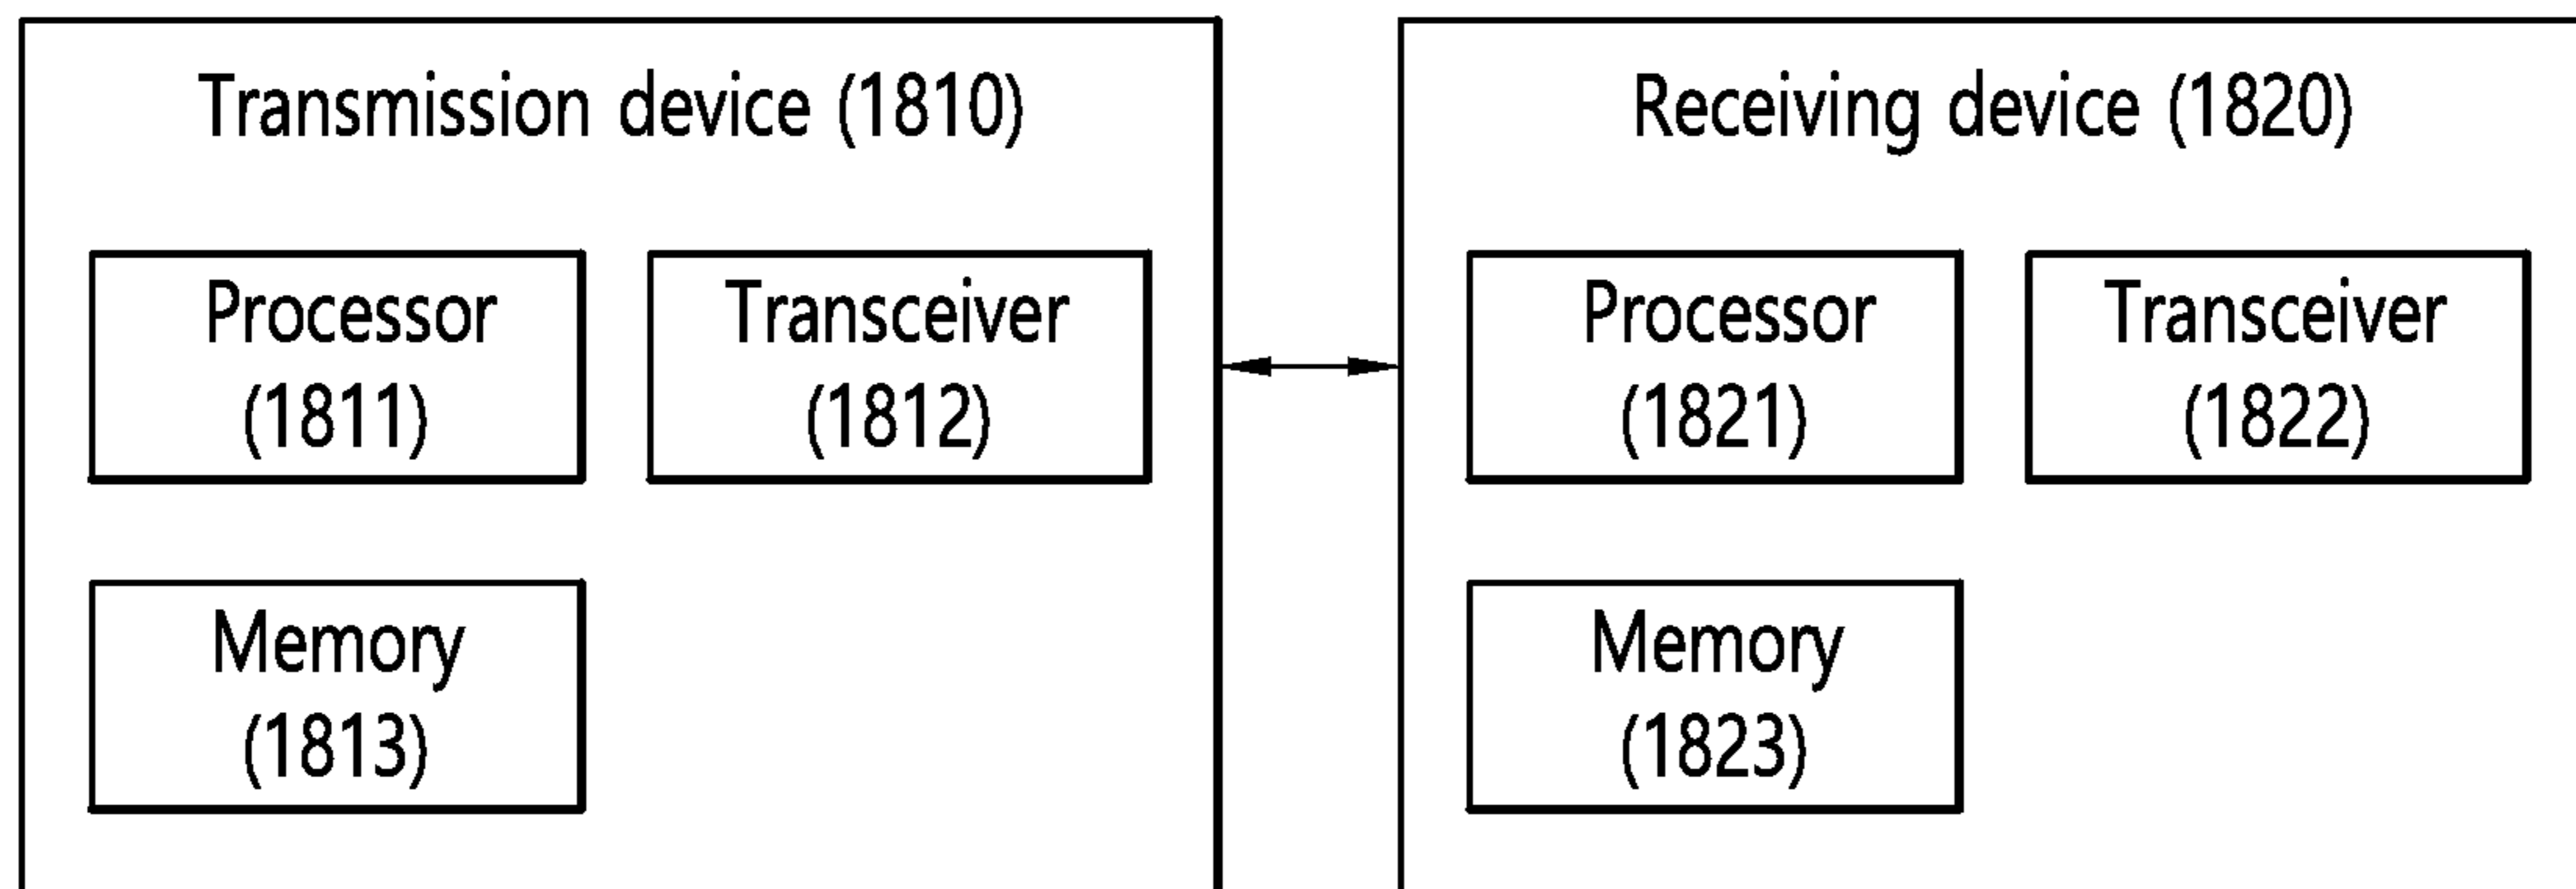 Transmission device (1810)
Processor
(1811)
Transceiver
(1812)
Memory
(1813)
Receiving device (1820)
Processor
(1821)
Transceiver
(1822)
Memory
(1823)